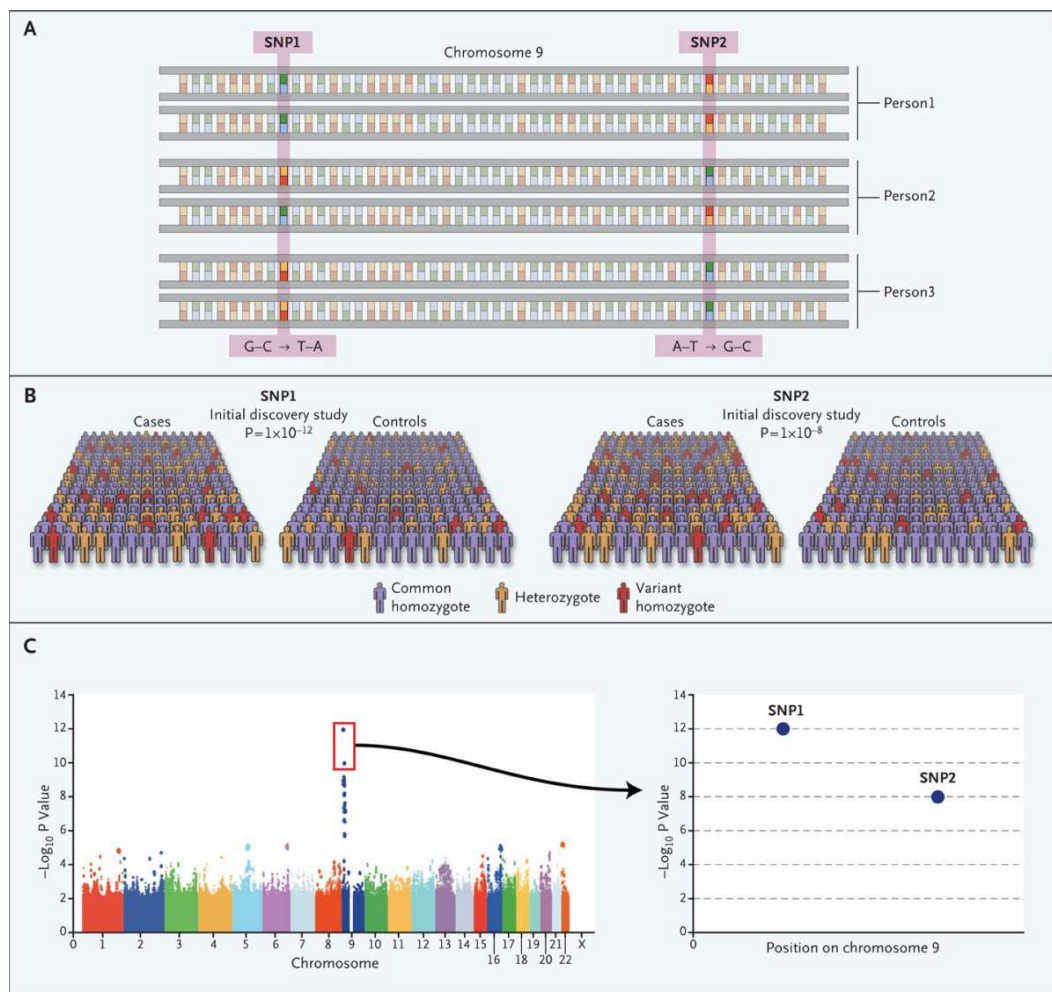 A
SNP1
Chromosome 9
SNP2
Person1
Person2
Person3
G–C → T–A
A–T → G–C
B
SNP1
Initial discovery study
P=1×10⁻¹²
Cases
Controls
SNP2
Initial discovery study
P=1×10⁻⁸
Cases
Controls
Common
homozygote
Heterozygote
Variant
homozygote
C
14
12
10
8
6
4
2
0
–Log₁₀ P Value
0 1 2 3 4 5 6 7 8 9 10 11 12 13 14 15 17 19 21 X
16 18 20 22
Chromosome
14
12
10
8
6
4
2
0
–Log₁₀ P Value
SNP1
SNP2
0
Position on chromosome 9